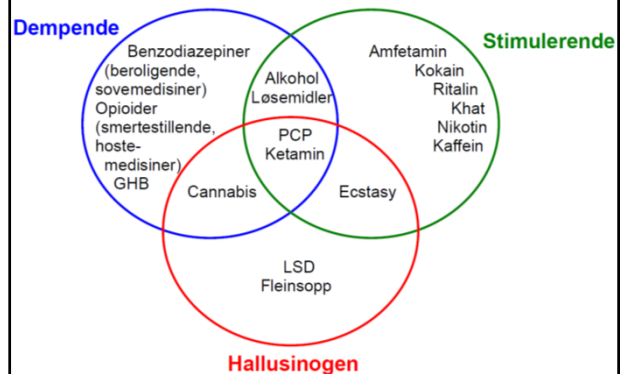 Dempende
Stimulerende
Benzodiazepiner
(beroligende,
sovemedisiner)
Opioider
(smertestillende,
hoste-
medisiner)
GHB
Alkohol
Løsemidler
Amfetamin
Kokain
Ritalin
Khat
Nikotin
Kaffein
PCP
Ketamin
Cannabis
Ecstasy
LSD
Fleinsopp
Hallusinogen